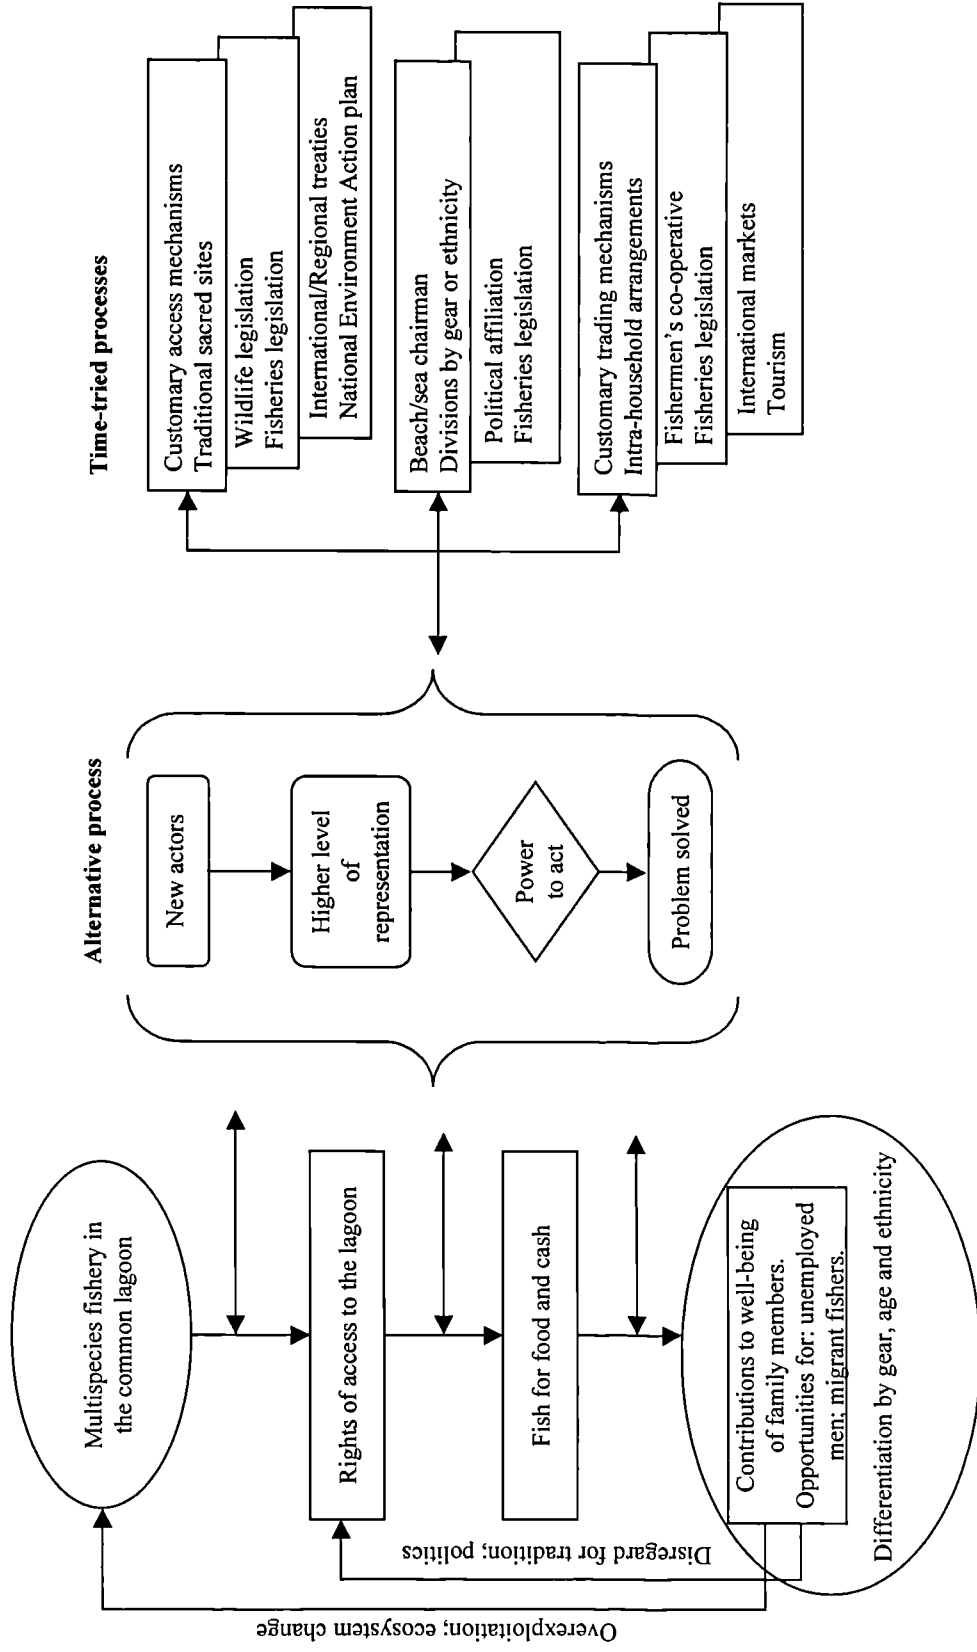 Multispecies fishery in
the common lagoon
Rights of access to the lagoon
Fish for food and cash
Contributions to well-being
of family members.
Opportunities for: unemployed
men; migrant fishers.
Differentiation by gear, age and ethnicity
Disregard for tradition; politics
Overexploitation; ecosystem change
Alternative process
New actors
Higher level
of
representation
Power
to act
Problem solved
Time-tried processes
Customary access mechanisms
Traditional sacred sites
Wildlife legislation
Fisheries legislation
International/Regional treaties
National Environment Action plan
Beach/sea chairman
Divisions by gear or ethnicity
Political affiliation
Fisheries legislation
Customary trading mechanisms
Intra-household arrangements
Fishermen's co-operative
Fisheries legislation
International markets
Tourism